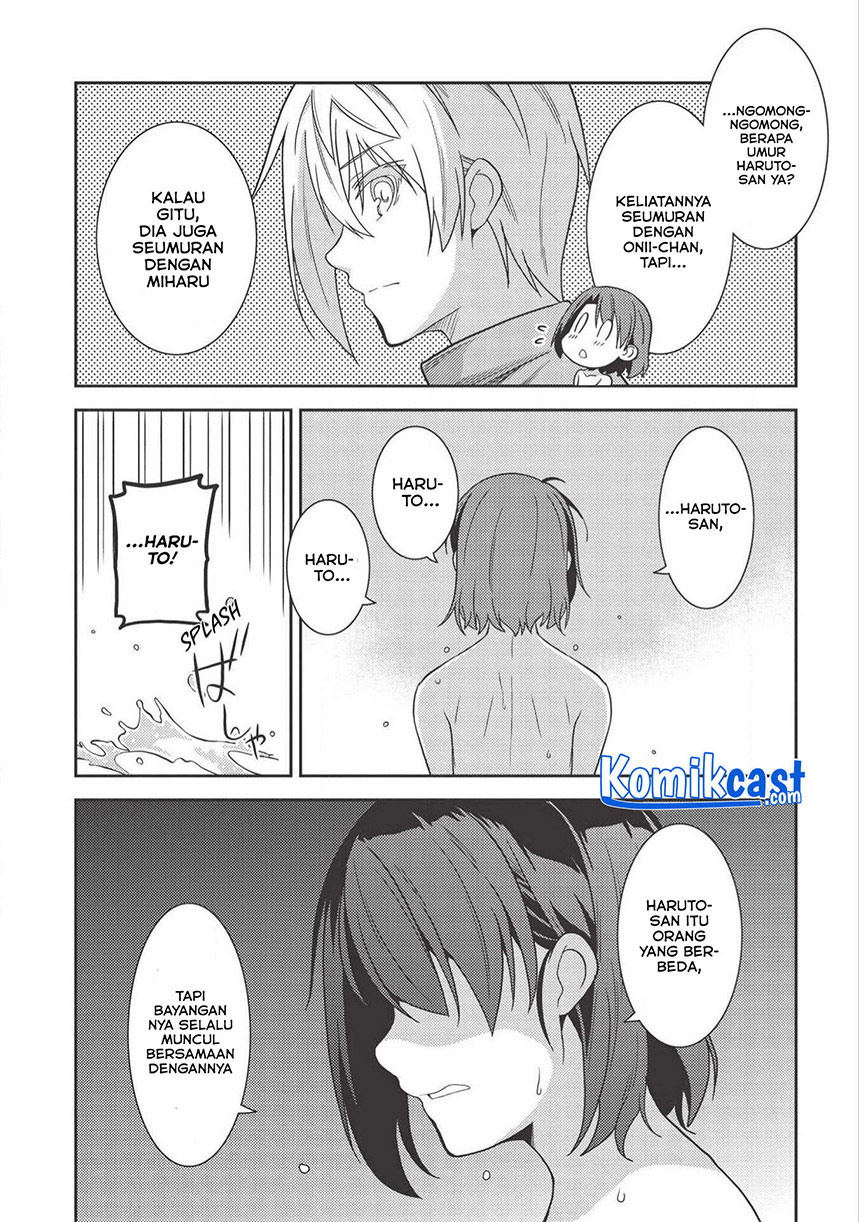 ...NGOMONG-
NGOMONG,
BERAPA
UMUR
HARUTO-
SAN YA?
KELIATANNYA
SEUMURAN
DENGAN
ONII-CHAN,
TAPI...
KALAU
GITU,
DIA JUGA
SEUMURAN
DENGAN
MIHARU
...HARUTO-
SAN,
HARU-
TO...
HARU-
TO...
...HARU-
TO!
SPLASH
ばしゃ
Komikcast
.com
HARUTO-
SAN ITU
ORANG
YANG BER-
BEDA,
TAPI
BAYANGAN
NYA SELALU
MUNCUL
BERSAMAAN
DENGANNYA